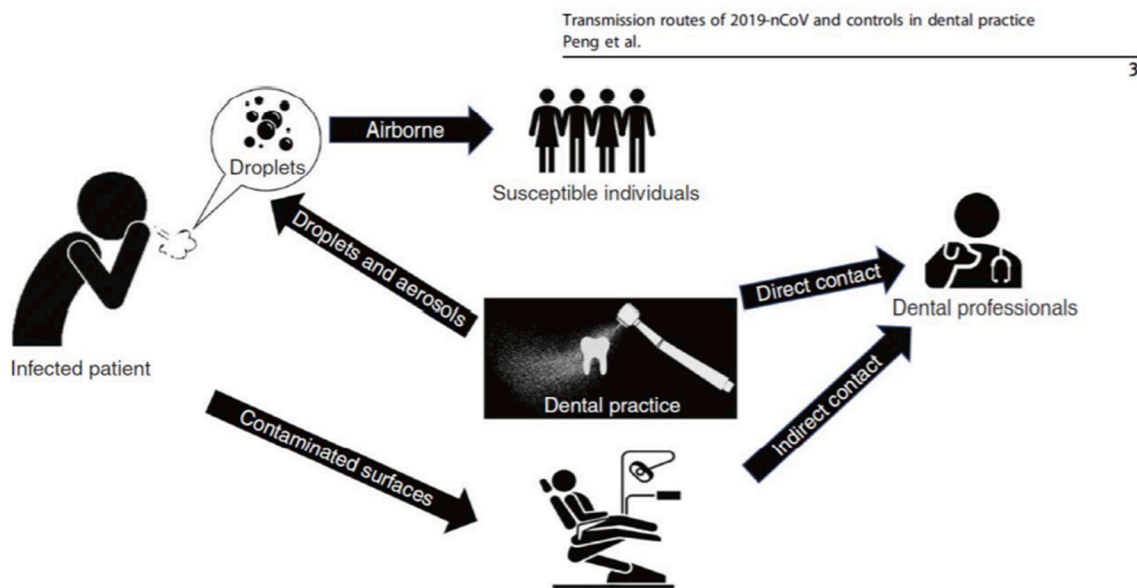 Transmission routes of 2019-nCoV and controls in dental practice
Peng et al.
3
Droplets
Airborne
Susceptible individuals
Droplets and aerosols
Direct contact
Dental professionals
Infected patient
Dental practice
Contaminated surfaces
Indirect contact